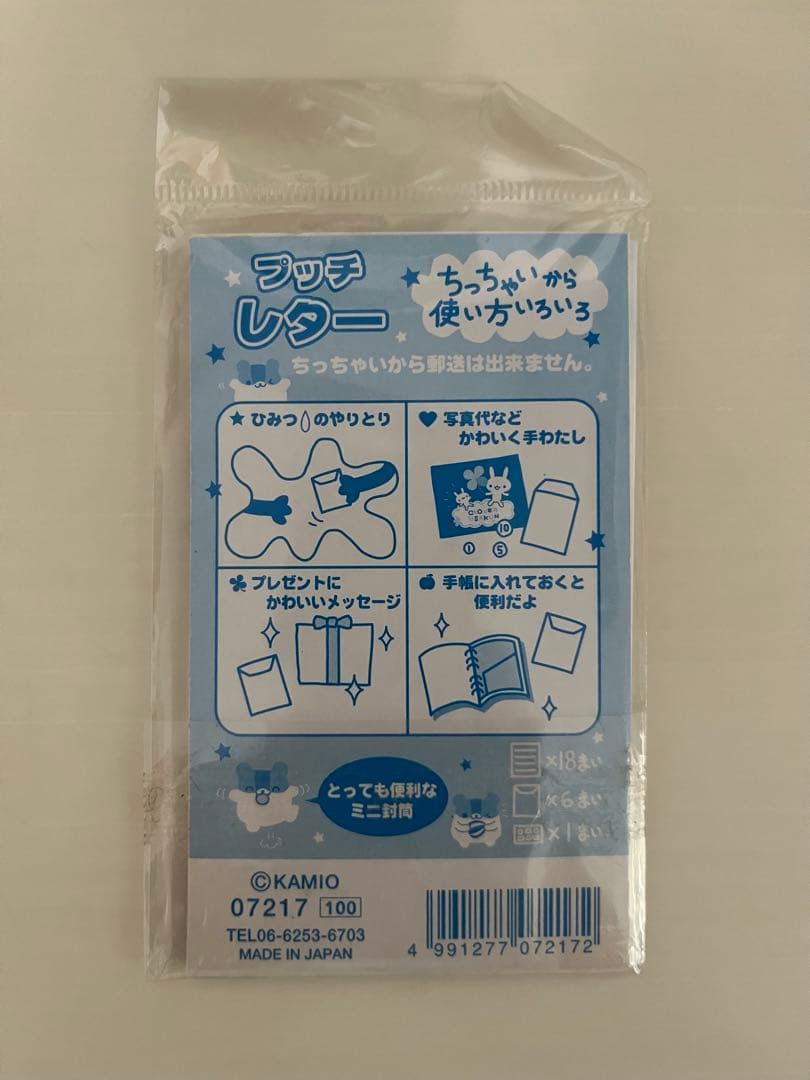 プッチ
レター
ちっちゃいから
使い方いろいろ
ちっちゃいから郵送は出来ません。
★ひみつのやりとり
♥写真代など
かわいく手わたし
CLOVER
⑩
① ⑤
プレゼントに
かわいいメッセージ
手帳に入れておくと
便利だよ
×18まい
とっても便利な
ミニ封筒
×6まい
×1まい
©KAMIO
07217 100
TEL06-6253-6703
MADE IN JAPAN
4 991277 072172